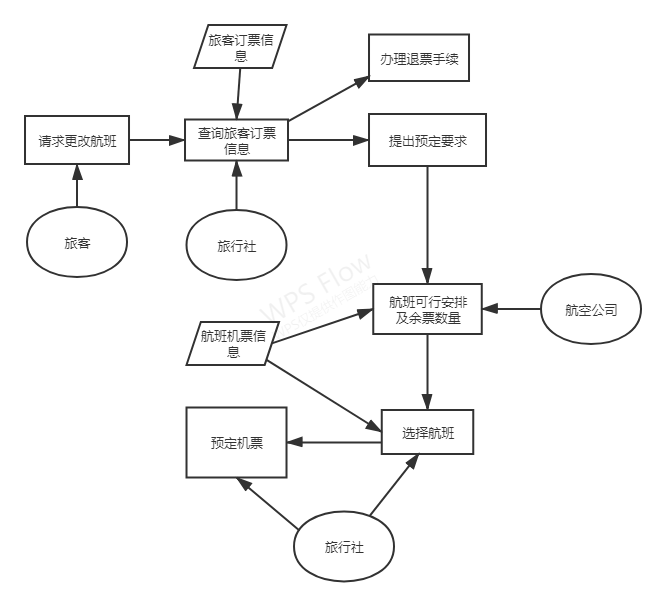 旅客订票信
息
办理退票手续
请求更改航班
查询旅客订票
信息
提出预定要求
旅客
旅行社
WPS Flow
航班可行安排
及余票数量
航空公司
航班机票信
息
预定机票
选择航班
旅行社